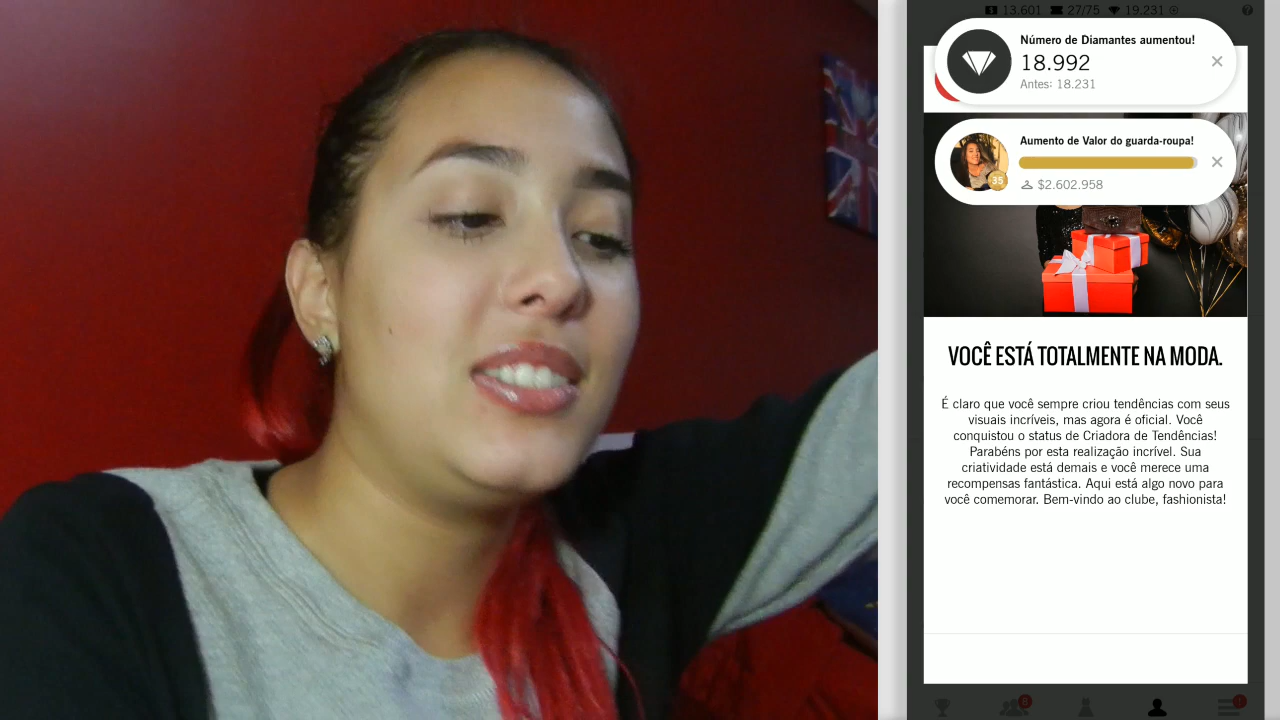 13.601 27/75 19.231
Número de Diamantes aumentou!
18.992
Antes: 18.231
Aumento de Valor do guarda-roupa!
35
$2.602.958
VOCÊ ESTÁ TOTALMENTE NA MODA.
É claro que você sempre criou tendências com seus
visuais incríveis, mas agora é oficial. Você
conquistou o status de Criadora de Tendências!
Parabéns por esta realização incrível. Sua
criatividade está demais e você merece uma
recompensas fantástica. Aqui está algo novo para
você comemorar. Bem-vindo ao clube, fashionista!